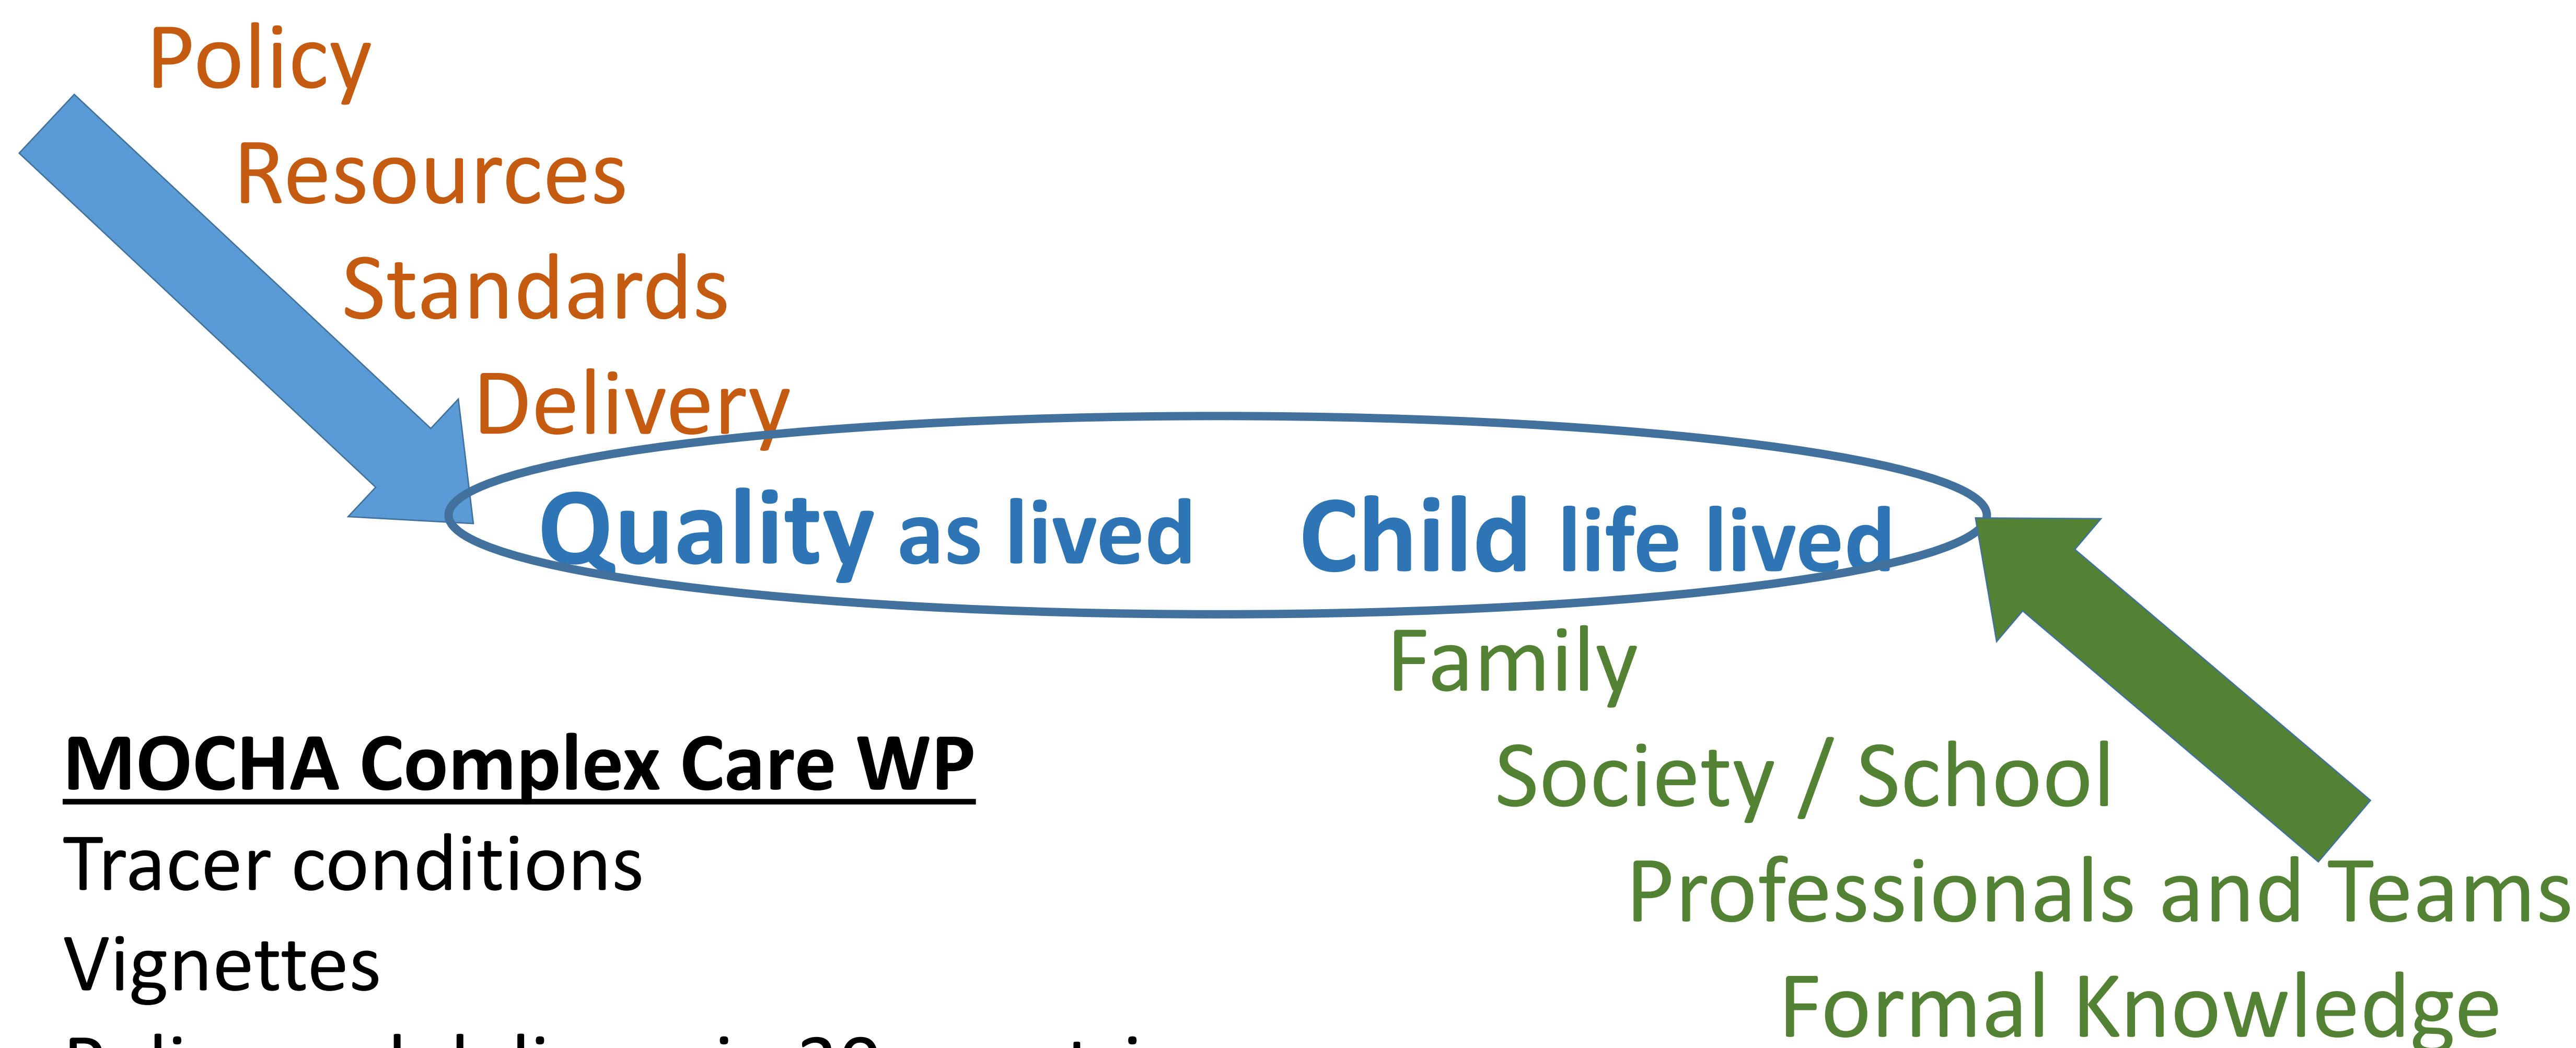 Policy
Resources
Standards
Delivery
Quality as lived Child life lived
Family
Society / School
Professionals and Teams
Formal Knowledge
MOCHA Complex Care WP
Tracer conditions
Vignettes